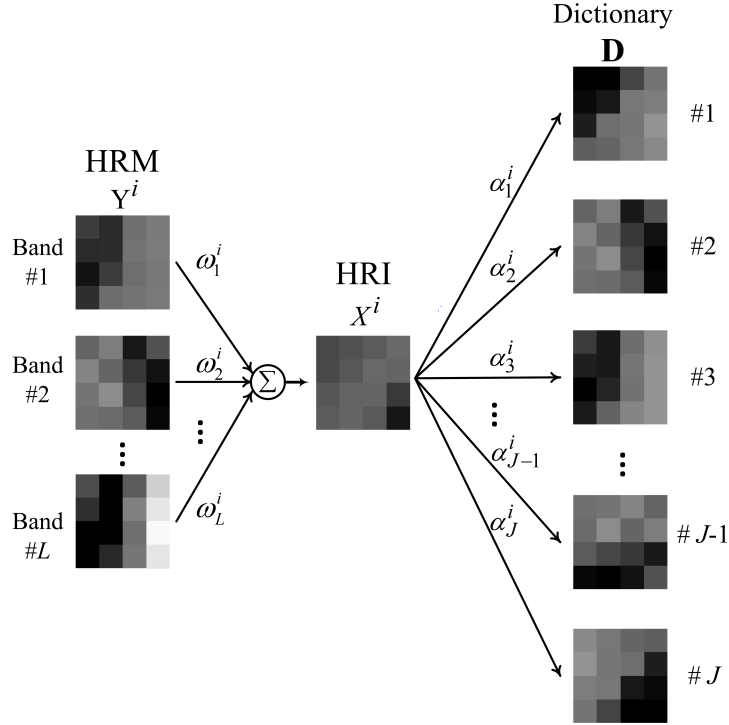 Dictionary
D
#1
#2
#3
# J-1
# J
HRM
Y^i
Band
#1
Band
#2
Band
#L
ω_1^i
ω_2^i
ω_L^i
Σ
HRI
X^i
α_1^i
α_2^i
α_3^i
α_{J-1}^i
α_J^i